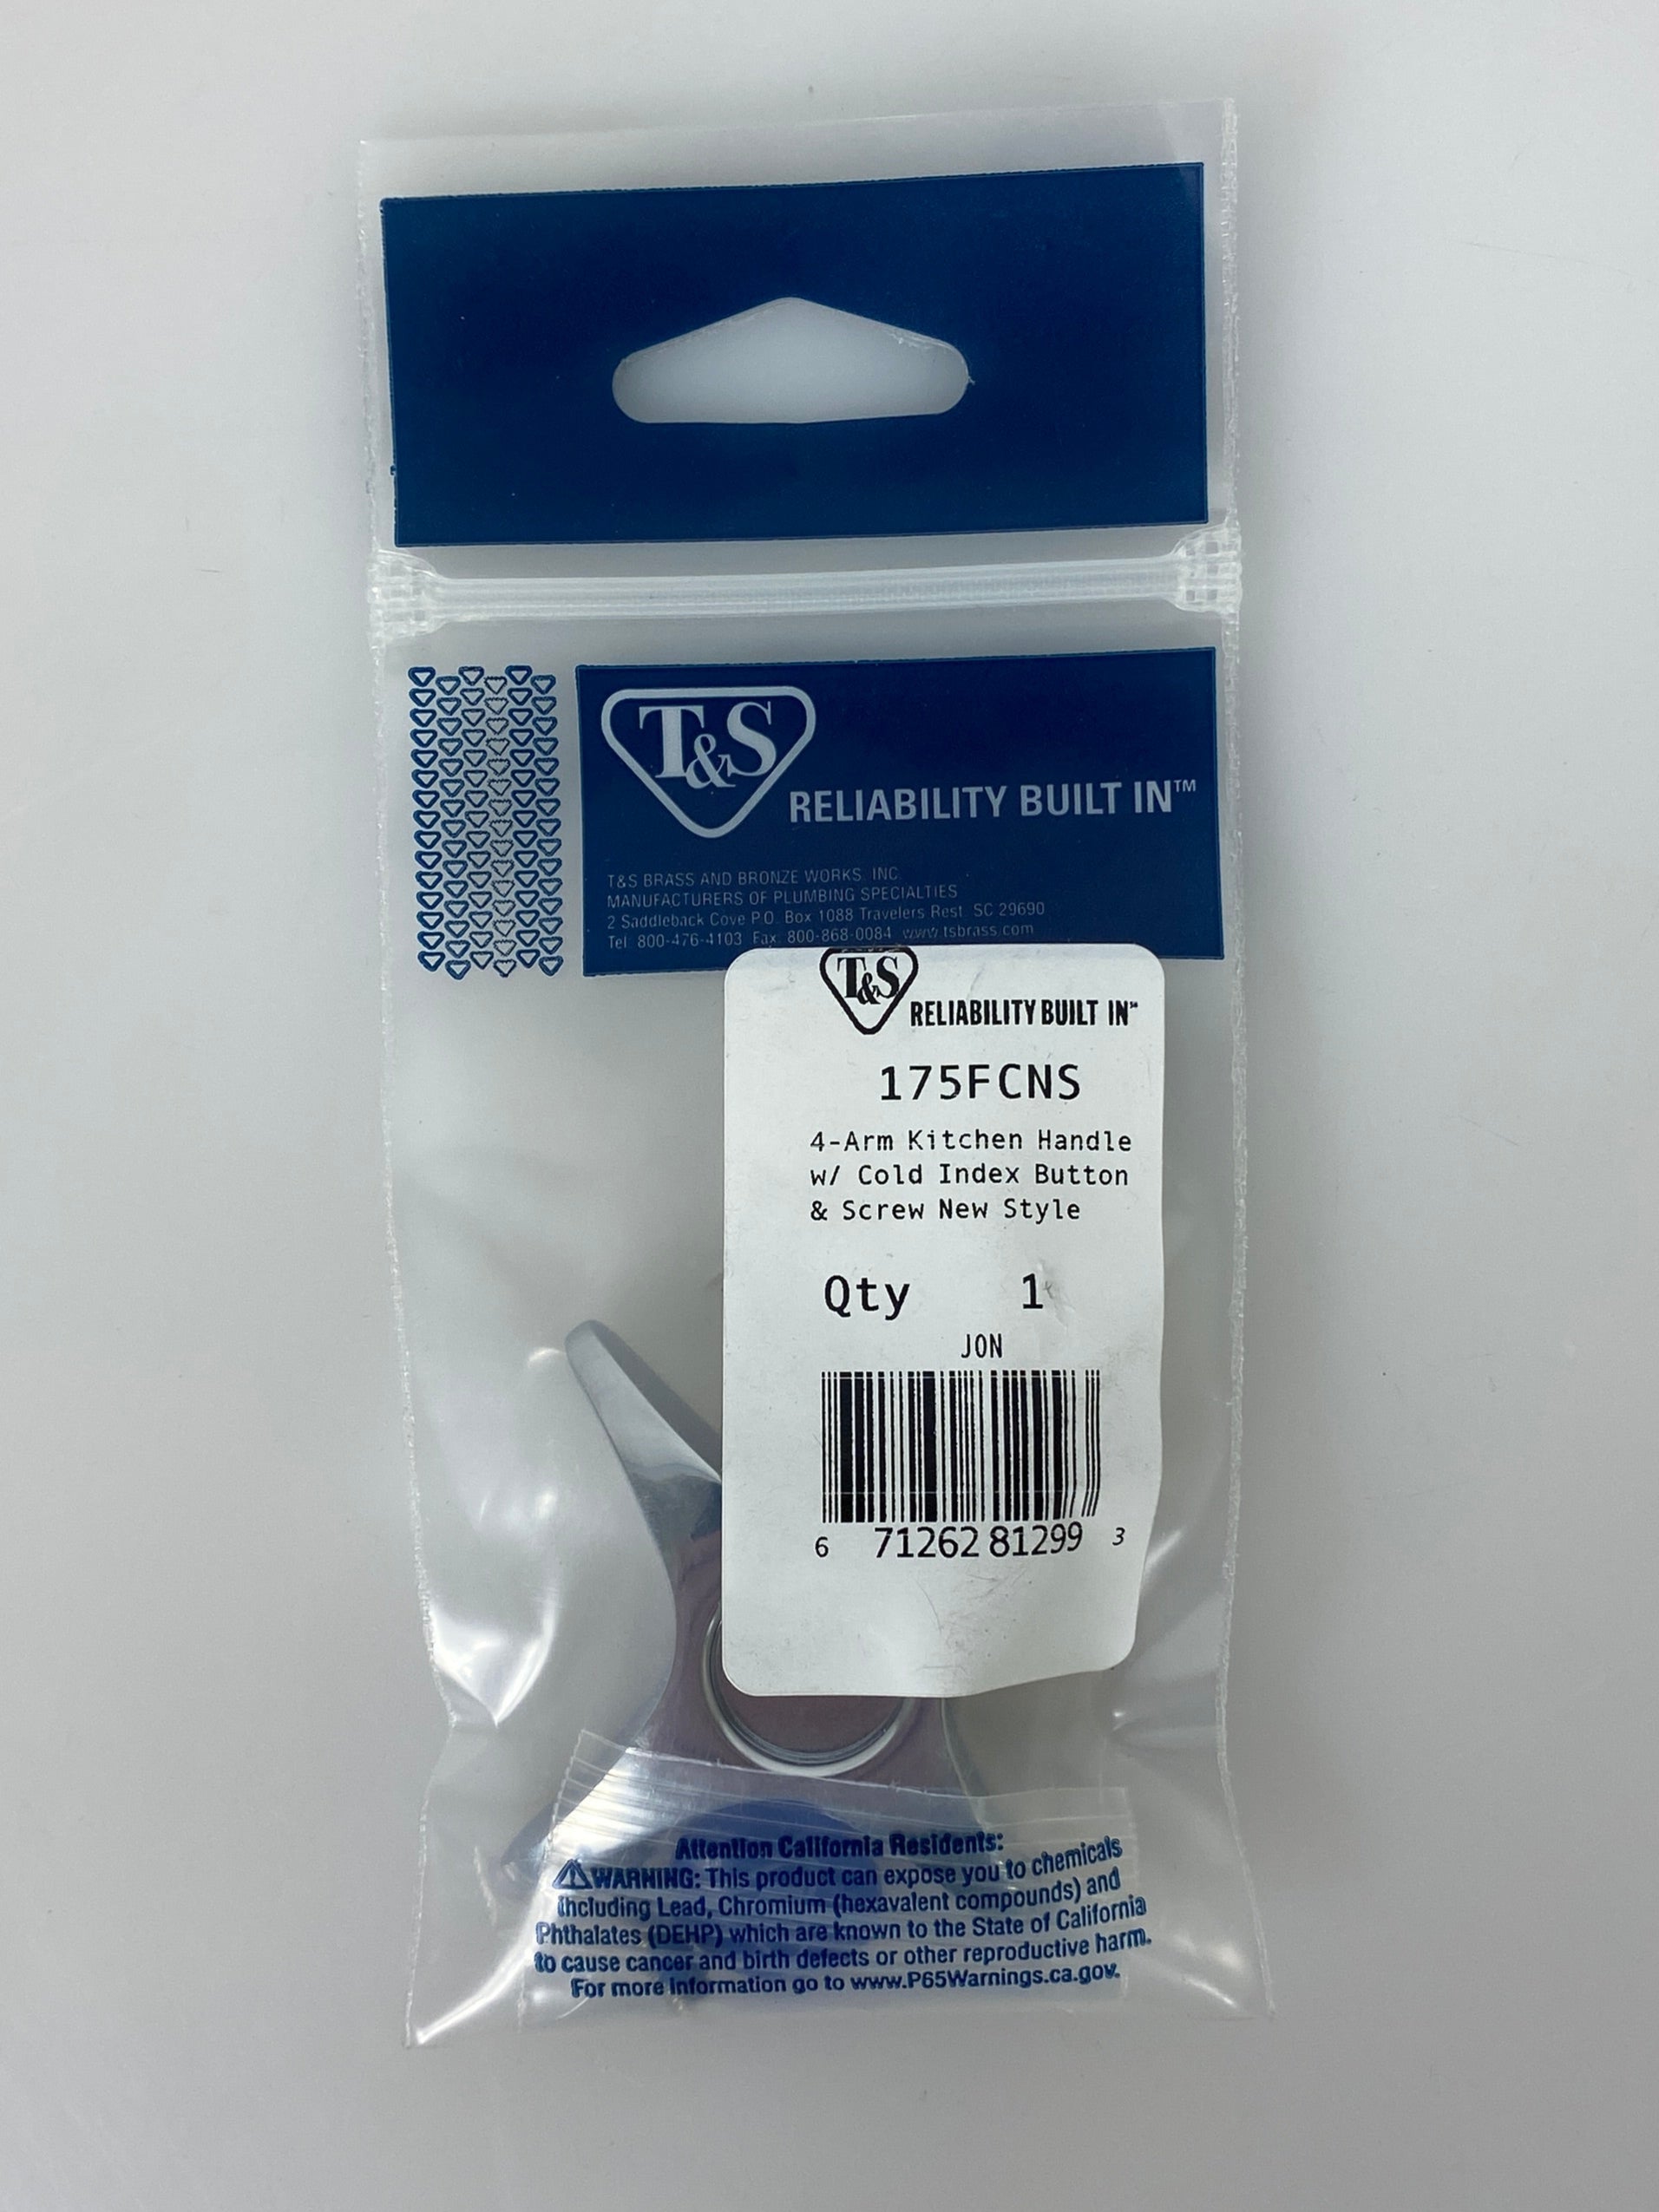 T&S
RELIABILITY BUILT IN™
T&S BRASS AND BRONZE WORKS, INC.
MANUFACTURERS OF PLUMBING SPECIALTIES
2 Saddleback Cove P.O. Box 1088 Travelers Rest, SC 29690
Tel: 800-476-4103 Fax: 800-868-0084 www.tsbrass.com
T&S
RELIABILITY BUILT IN™
175FCNS
4-Arm Kitchen Handle
w/ Cold Index Button
& Screw New Style
Qty 1
JON
6 71262 81299 3
Attention California Residents:
⚠WARNING: This product can expose you to chemicals
including Lead, Chromium (hexavalent compounds) and
Phthalates (DEHP) which are known to the State of California
to cause cancer and birth defects or other reproductive harm.
For more information go to www.P65Warnings.ca.gov.